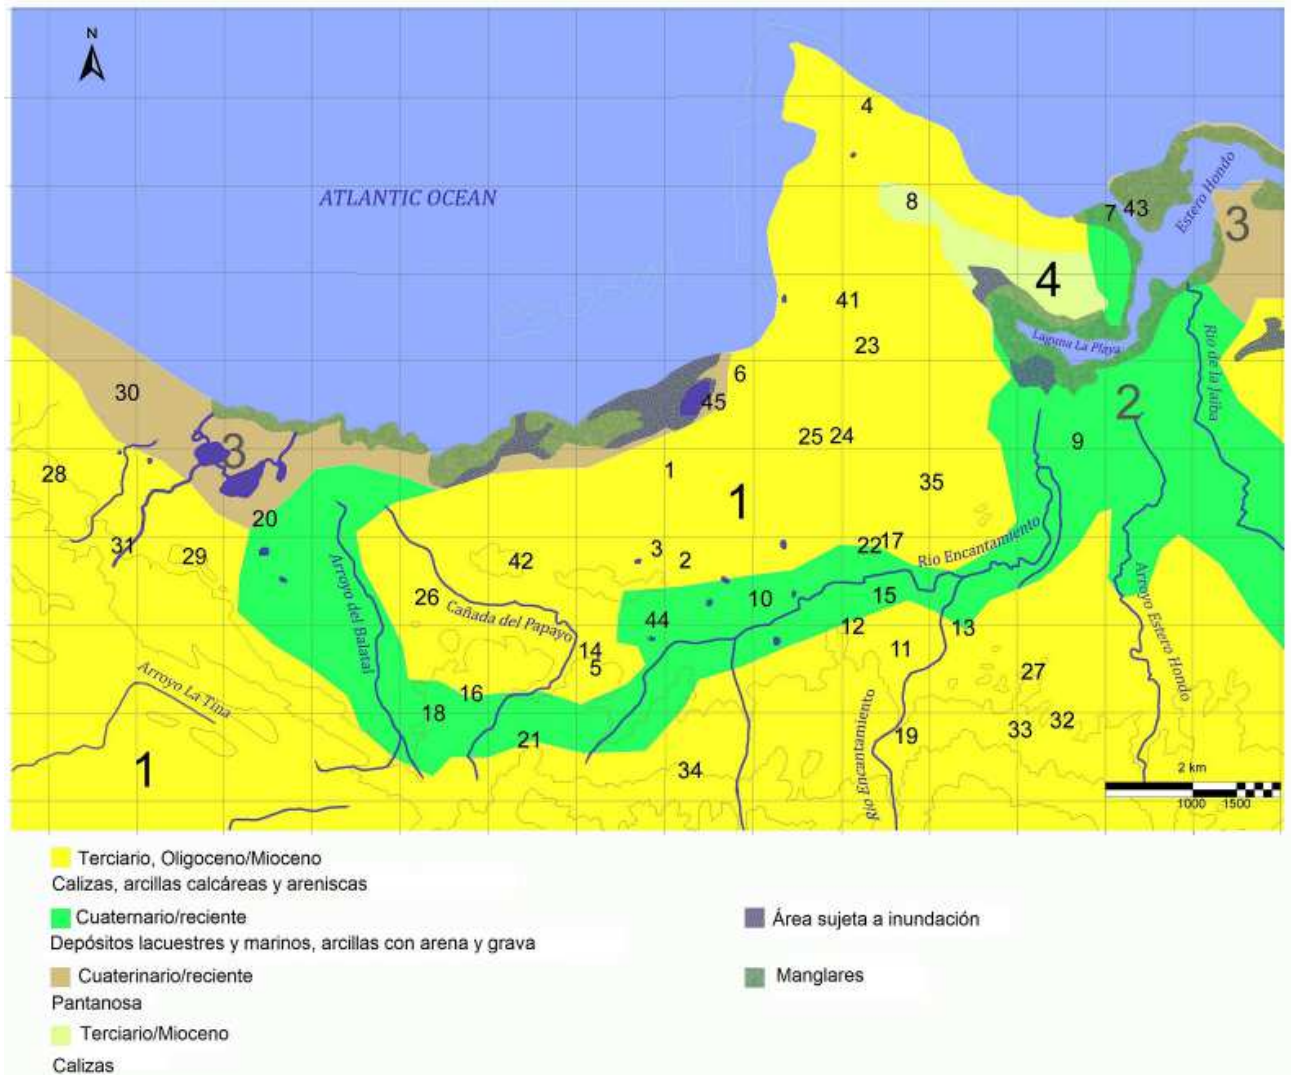 N
4
ATLANTIC OCEAN
8
7 43
Estero Hondo
3
4
41
23
Laguna La Playa
Río de la Jaiba
6
30
45
2
3
25 24
9
28
1
35
1
20
31
29
3
2
22 17
Río Encantamiento
42
Arroyo del Balatal
26
Cañada del Papayo
44
10
15
12
13
Arroyo Estero Hondo
14
5
11
27
Arroyo La Tina
16
18
21
19
33
32
1
34
Río Encantamiento
2 km
1000 1500
Terciario, Oligoceno/Mioceno
Calizas, arcillas calcáreas y areniscas
Cuaternario/reciente
Área sujeta a inundación
Depósitos lacuestres y marinos, arcillas con arena y grava
Cuaterinario/reciente
Manglares
Pantanosa
Terciario/Mioceno
Calizas